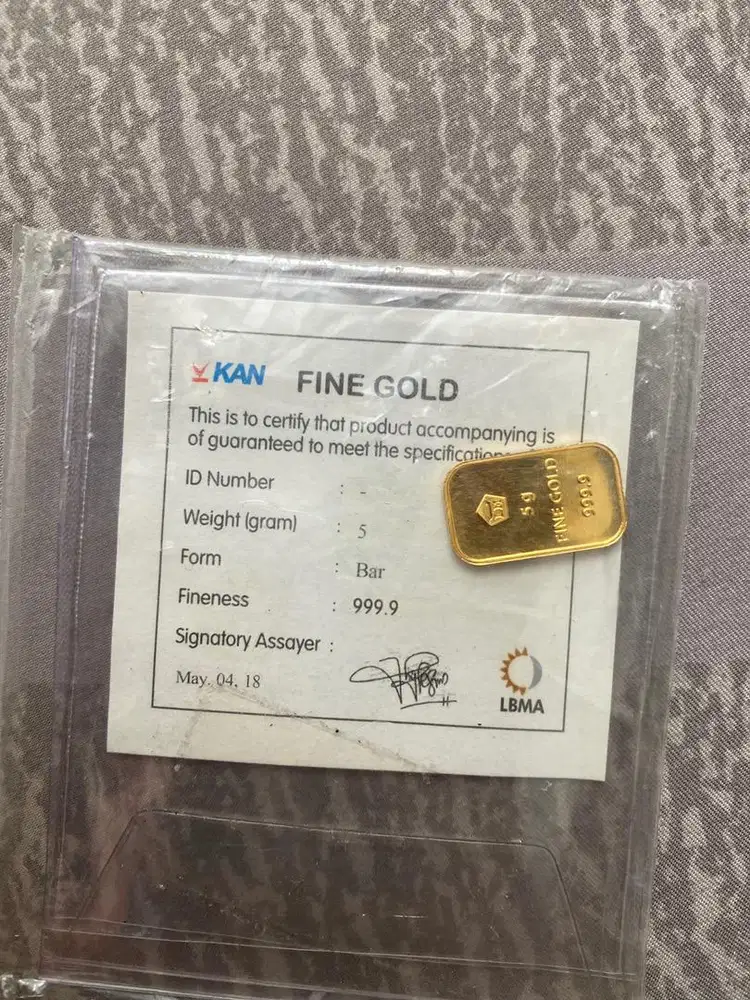 KAN FINE GOLD
This is to certify that product accompanying is
of guaranteed to meet the specification
ID Number : -
Weight (gram) : 5
Form : Bar
Fineness : 999.9
Signatory Assayer :
May. 04, 18
LBMA
5g
FINE GOLD
999.9